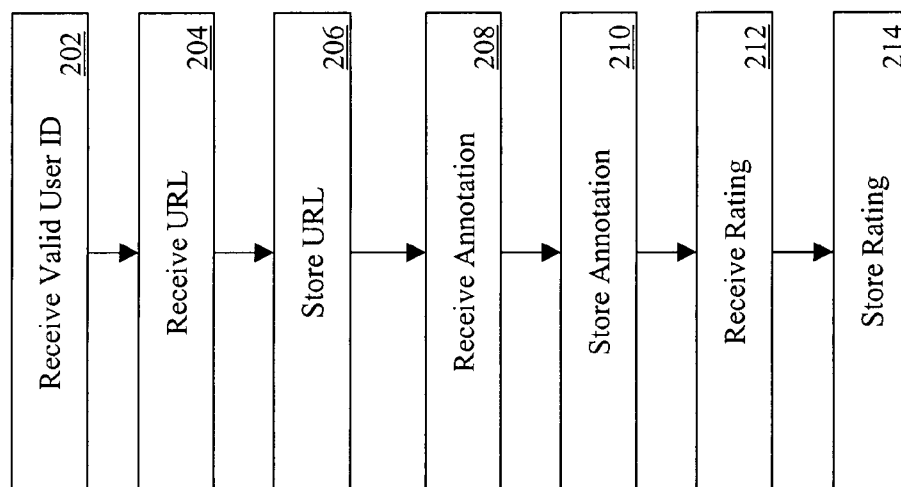 Receive Valid User ID
202
Receive URL
204
Store URL
206
Receive Annotation
208
Store Annotation
210
Receive Rating
212
Store Rating
214